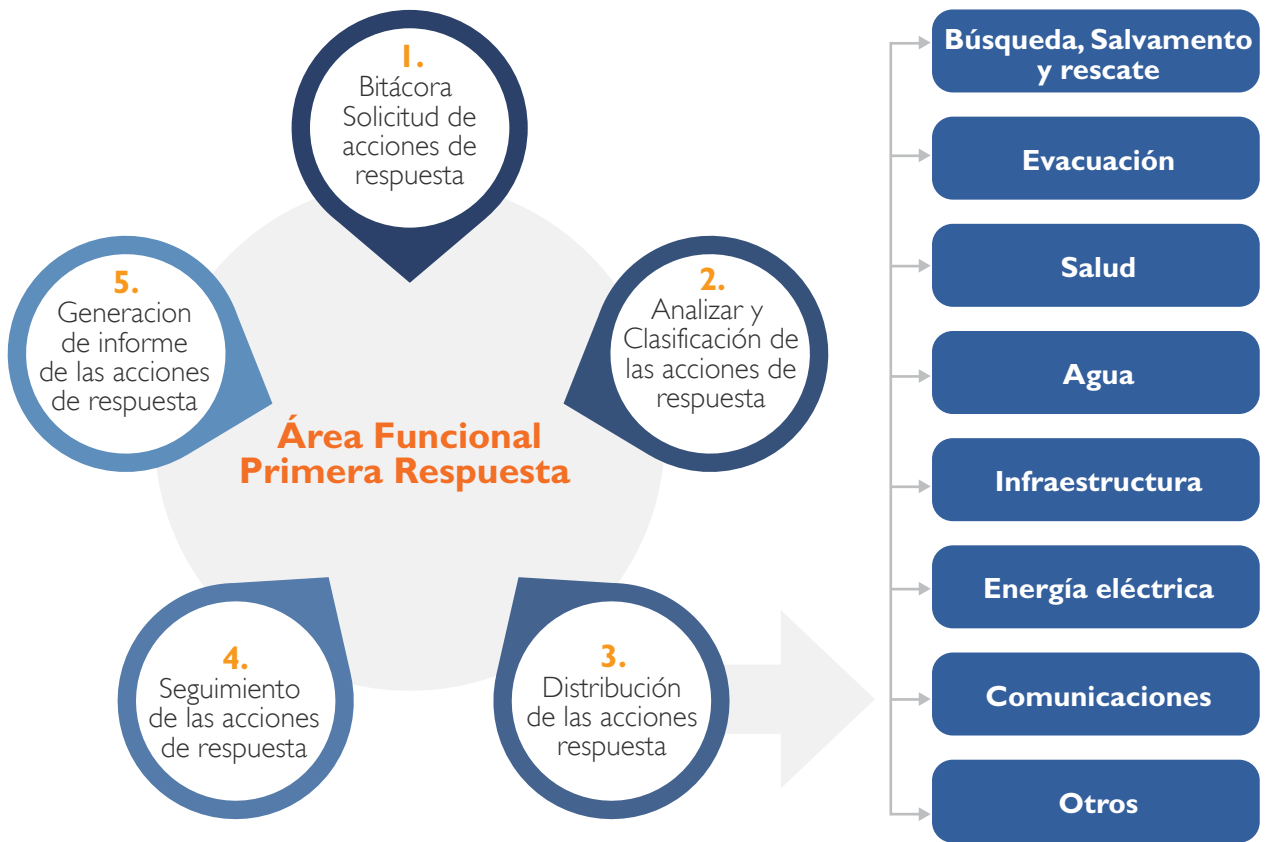 1.
Bitácora
Solicitud de
acciones de
respuesta
2.
Analizar y
Clasificación de
las acciones de
respuesta
3.
Distribución
de las acciones
respuesta
4.
Seguimiento
de las acciones
de respuesta
5.
Generacion
de informe
de las acciones
de respuesta
Área Funcional
Primera Respuesta
Búsqueda, Salvamento
y rescate
Evacuación
Salud
Agua
Infraestructura
Energía eléctrica
Comunicaciones
Otros